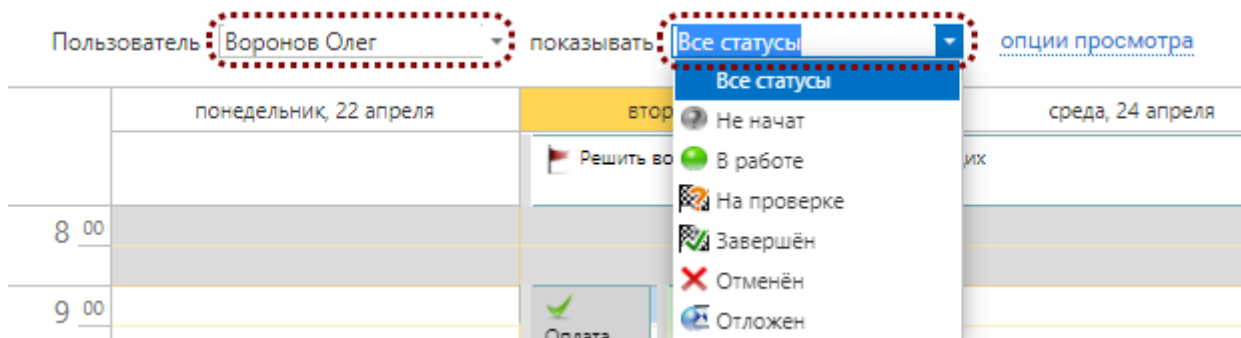 Пользователь Воронов Олег показывать Все статусы опции просмотра
Все статусы
понедельник, 22 апреля втор среда, 24 апреля
Не начат
Решить во их
В работе
На проверке
8 00
Завершён
Отменён
9 00
Отложен
Оплата